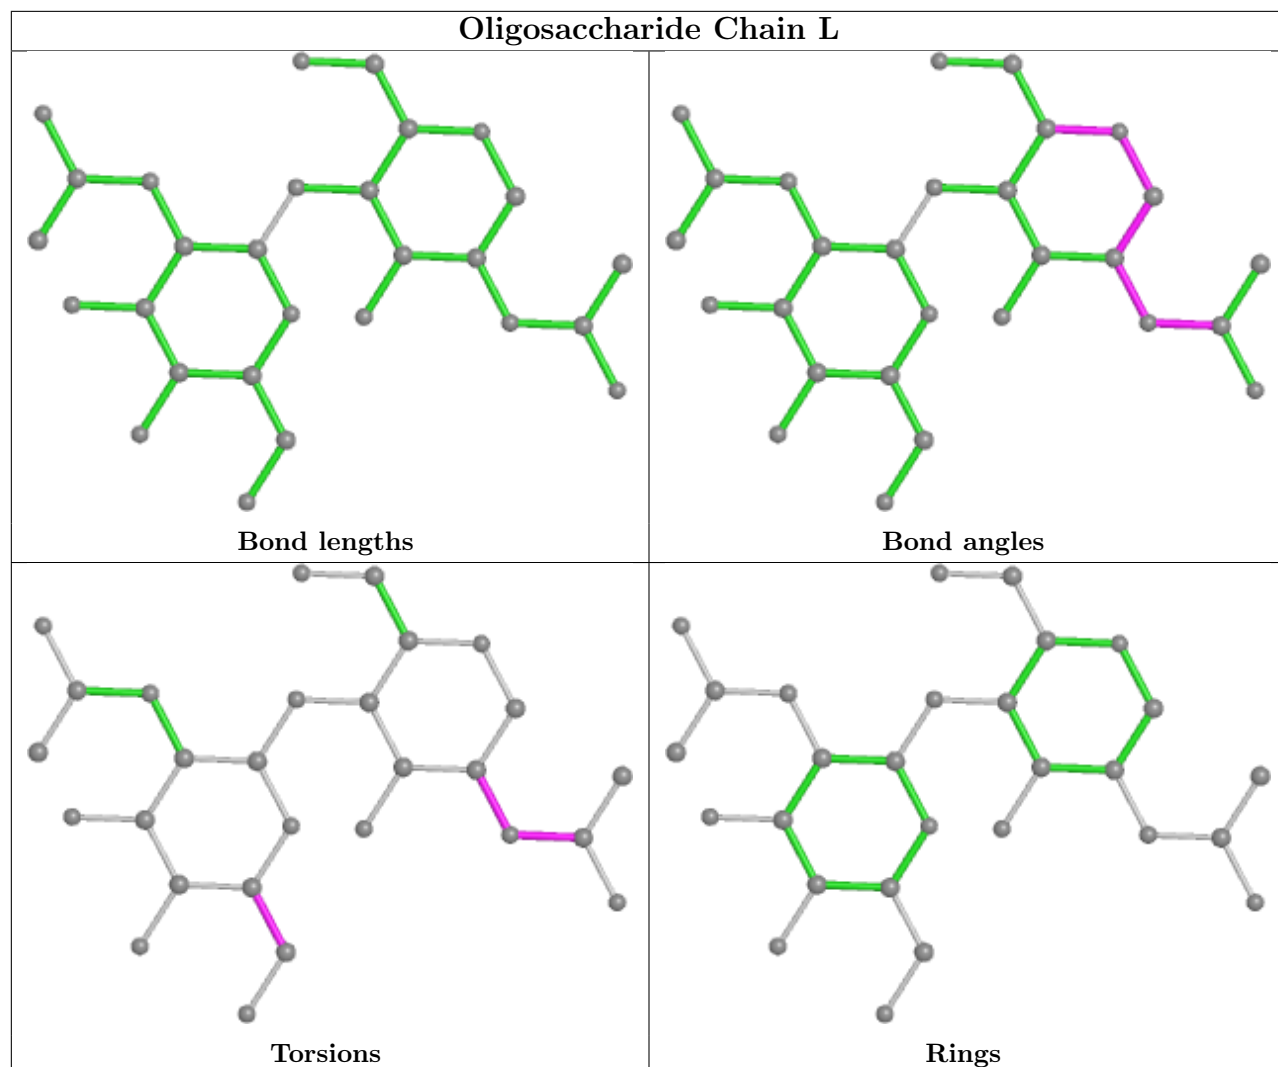 Oligosaccharide Chain L
Bond lengths
Bond angles
Torsions
Rings